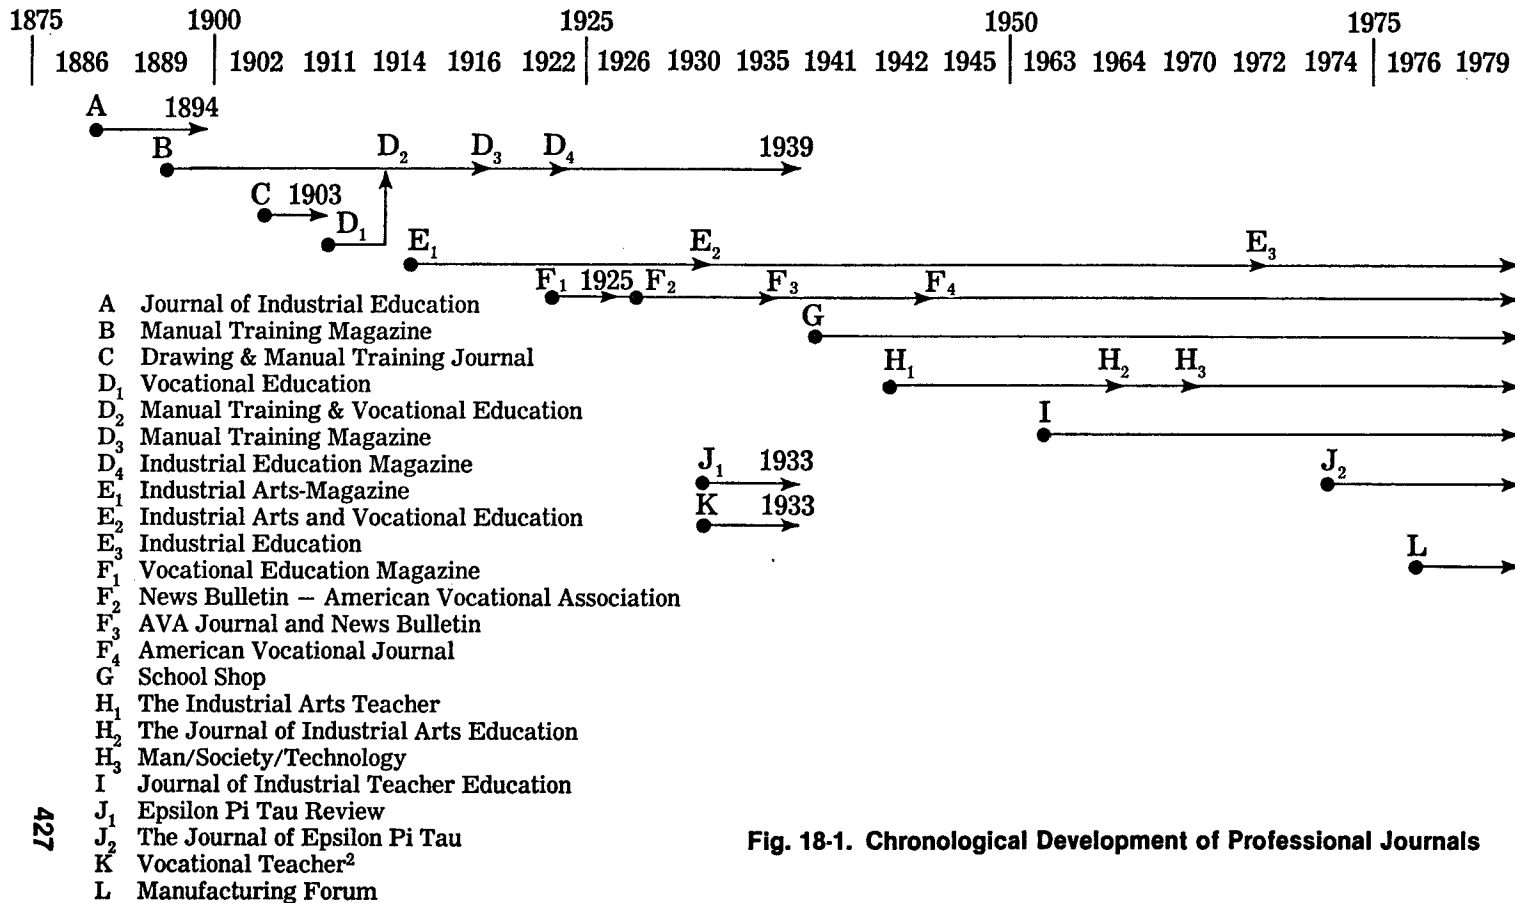 1875 1900 1925 1950 1975
1886 1889 1902 1911 1914 1916 1922 1926 1930 1935 1941 1942 1945 1963 1964 1970 1972 1974 1976 1979
A 1894
B D₂ D₃ D₄ 1939
C 1903
D₁
E₁ E₂ E₃
F₁ 1925 F₂ F₃ F₄
G
H₁ H₂ H₃
I
J₁ 1933 J₂
K 1933
L
A Journal of Industrial Education
B Manual Training Magazine
C Drawing & Manual Training Journal
D₁ Vocational Education
D₂ Manual Training & Vocational Education
D₃ Manual Training Magazine
D₄ Industrial Education Magazine
E₁ Industrial Arts-Magazine
E₂ Industrial Arts and Vocational Education
E₃ Industrial Education
F₁ Vocational Education Magazine
F₂ News Bulletin — American Vocational Association
F₃ AVA Journal and News Bulletin
F₄ American Vocational Journal
G School Shop
H₁ The Industrial Arts Teacher
H₂ The Journal of Industrial Arts Education
H₃ Man/Society/Technology
I Journal of Industrial Teacher Education
J₁ Epsilon Pi Tau Review
J₂ The Journal of Epsilon Pi Tau
K Vocational Teacher²
L Manufacturing Forum
427
Fig. 18-1. Chronological Development of Professional Journals